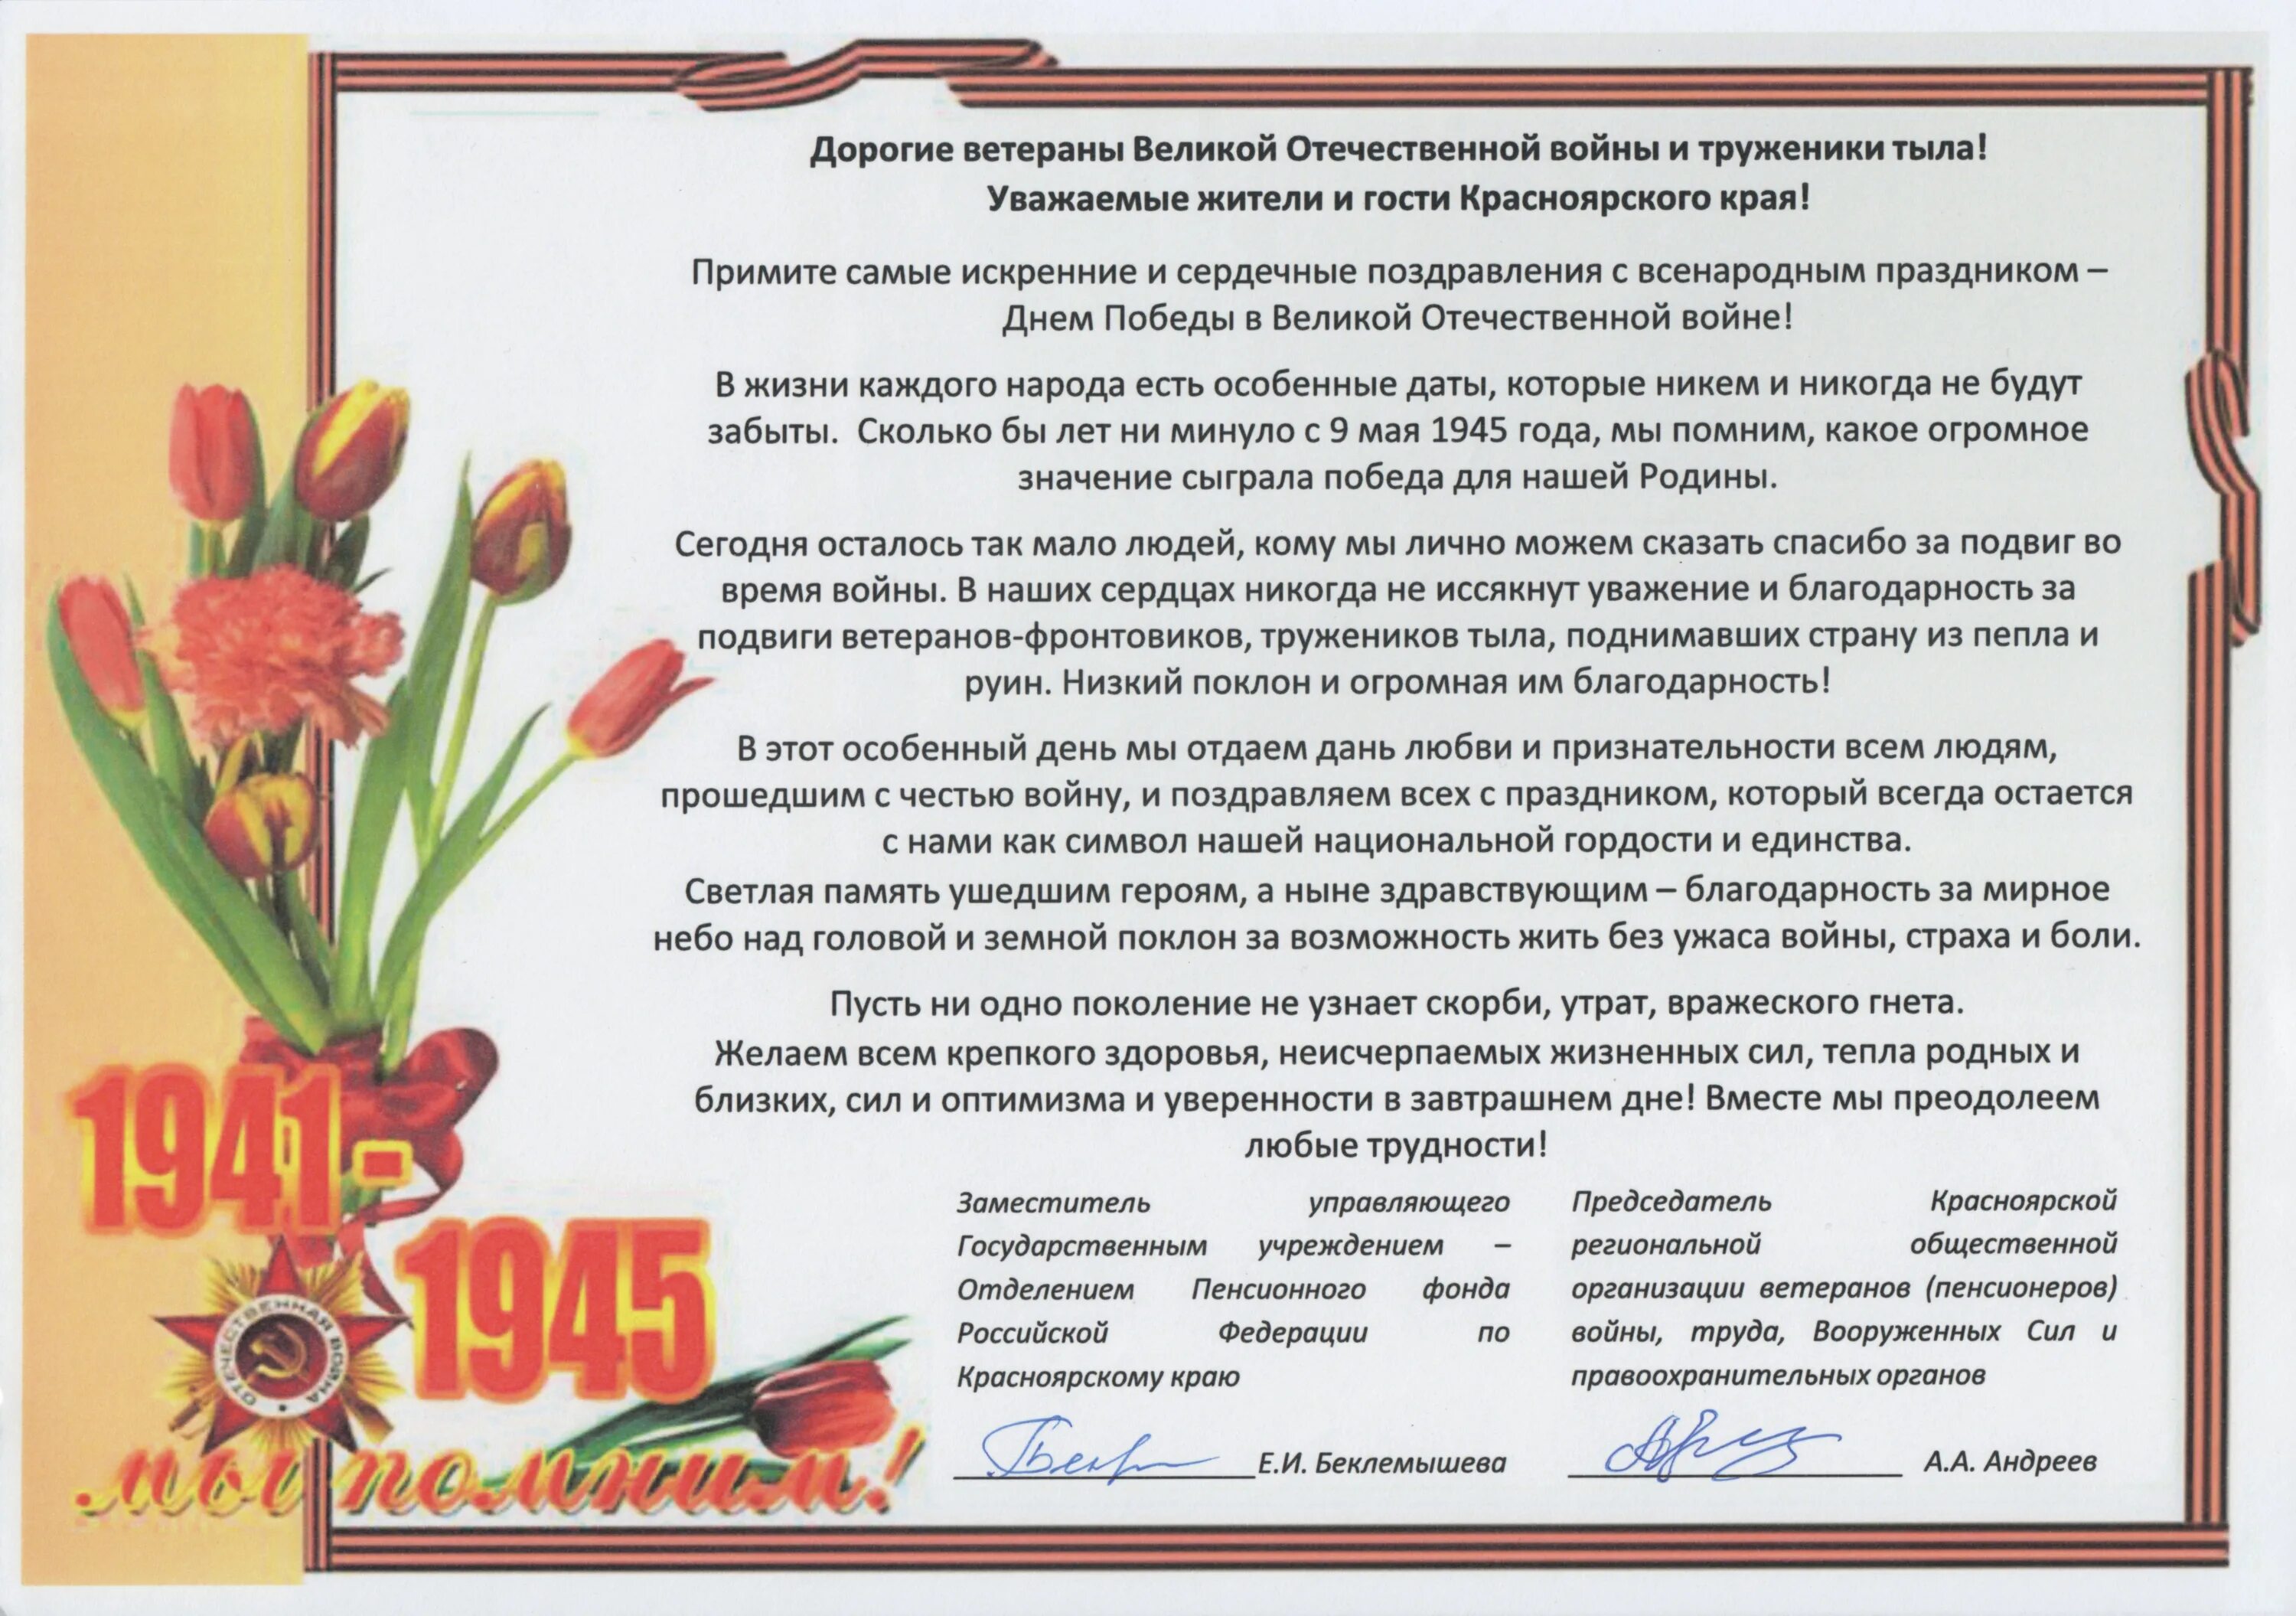 Дорогие ветераны Великой Отечественной войны и труженики тыла!
Уважаемые жители и гости Красноярского края!
Примите самые искренние и сердечные поздравления с всенародным праздником –
Днем Победы в Великой Отечественной войне!
В жизни каждого народа есть особенные даты, которые никем и никогда не будут
забыты. Сколько бы лет ни минуло с 9 мая 1945 года, мы помним, какое огромное
значение сыграла победа для нашей Родины.
Сегодня осталось так мало людей, кому мы лично можем сказать спасибо за подвиг во
время войны. В наших сердцах никогда не иссякнут уважение и благодарность за
подвиги ветеранов-фронтовиков, тружеников тыла, поднимавших страну из пепла и
руин. Низкий поклон и огромная им благодарность!
В этот особенный день мы отдаем дань любви и признательности всем людям,
прошедшим с честью войну, и поздравляем всех с праздником, который всегда остается
с нами как символ нашей национальной гордости и единства.
Светлая память ушедшим героям, а ныне здравствующим – благодарность за мирное
небо над головой и земной поклон за возможность жить без ужаса войны, страха и боли.
Пусть ни одно поколение не узнает скорби, утрат, вражеского гнета.
Желаем всем крепкого здоровья, неисчерпаемых жизненных сил, тепла родных и
близких, сил и оптимизма и уверенности в завтрашнем дне! Вместе мы преодолеем
любые трудности!
Заместитель управляющего
Государственным учреждением –
Отделением Пенсионного фонда
Российской Федерации по
Красноярскому краю
Е.И. Беклемышева
Председатель Красноярской
региональной общественной
организации ветеранов (пенсионеров)
войны, труда, Вооруженных Сил и
правоохранительных органов
А.А. Андреев
1941-
1945
ОТЕЧЕСТВЕННАЯ ВОЙНА
мы помним!